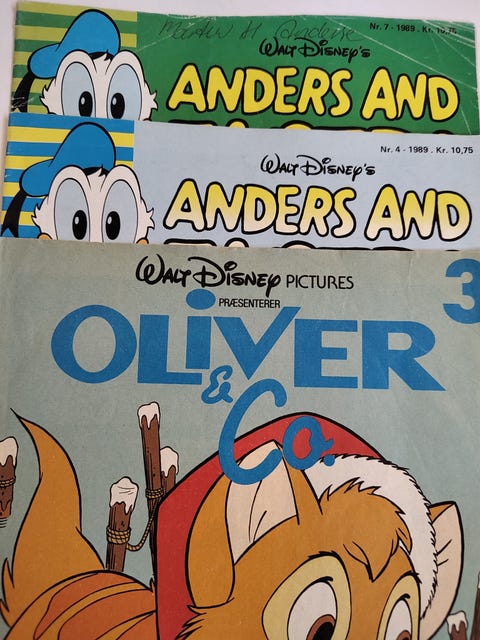 Nr. 7 - 1989. Kr. 10,75
WALT DISNEY'S
ANDERS AND
Nr. 4 - 1989. Kr. 10,75
WALT DISNEY'S
ANDERS AND
WALT DISNEY PICTURES
PRÆSENTERER
3
OLiVER
& Co.